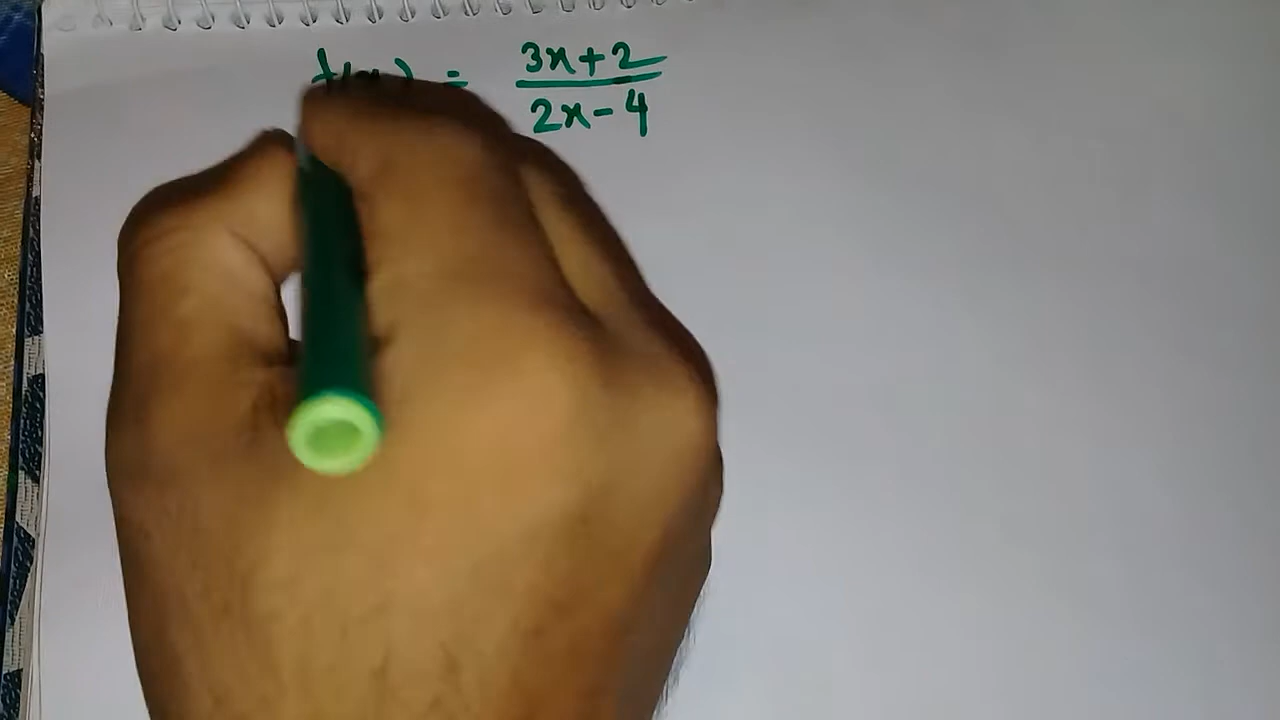 f(x) = 3x+2
2x-4